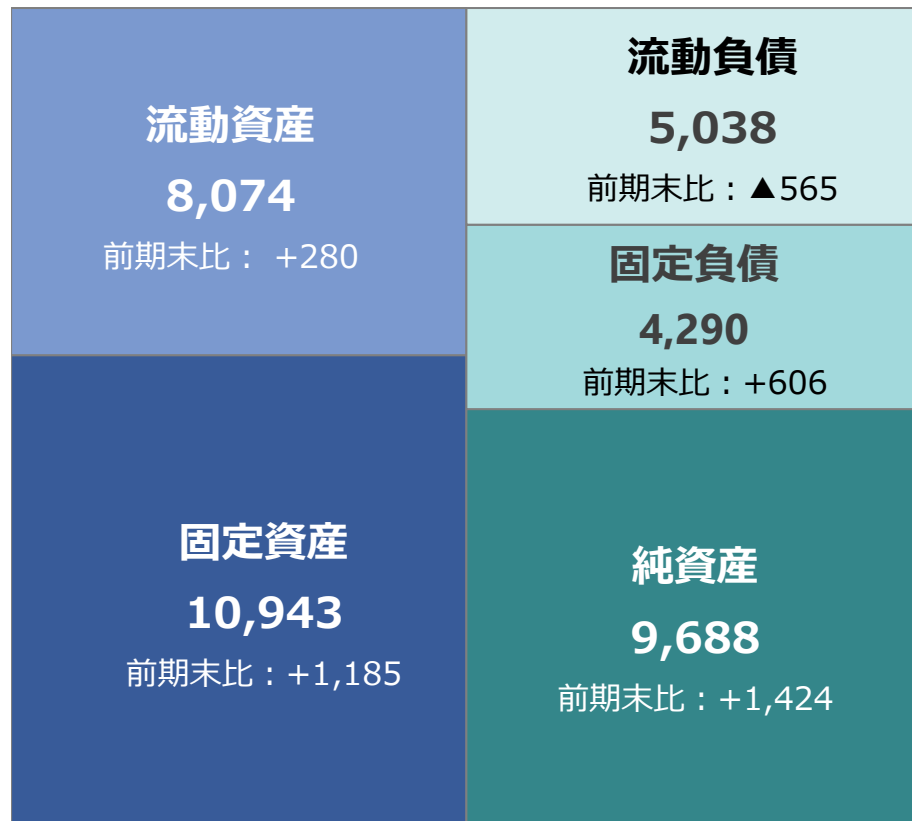 流動資産
8,074
前期末比： +280
固定資産
10,943
前期末比：+1,185
流動負債
5,038
前期末比：▲565
固定負債
4,290
前期末比：+606
純資産
9,688
前期末比：+1,424